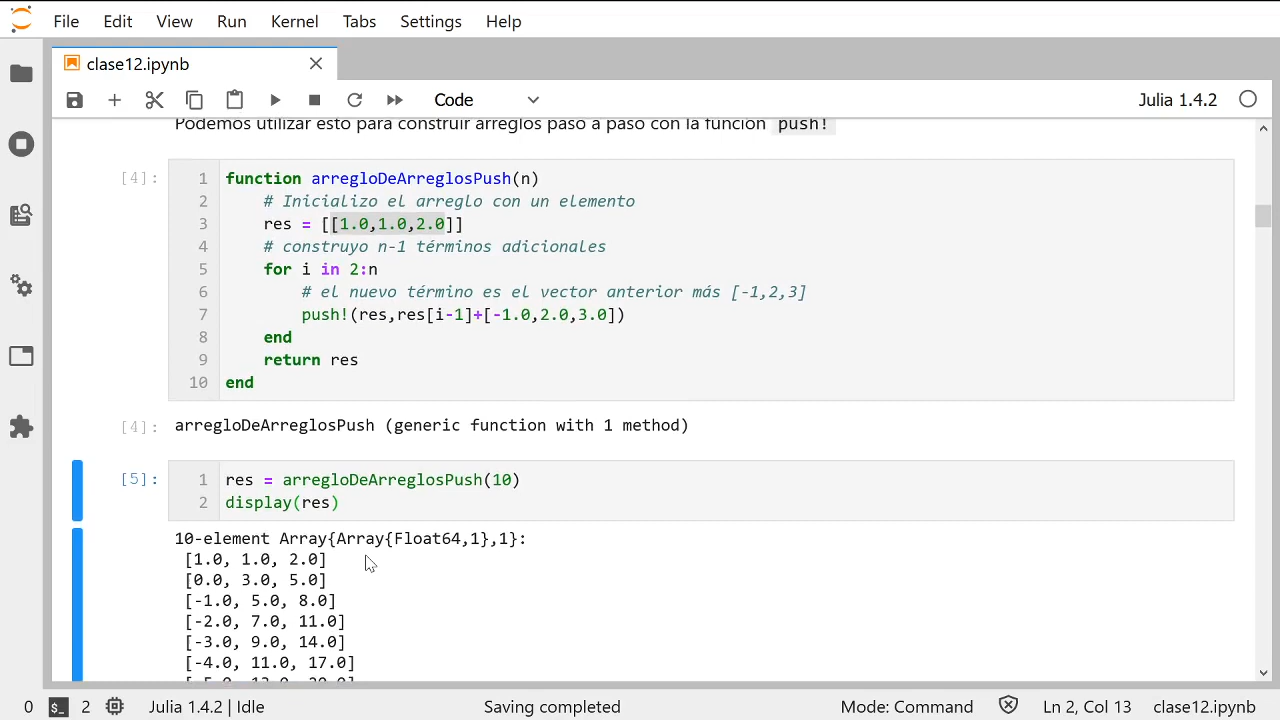 File Edit View Run Kernel Tabs Settings Help
clase12.ipynb
Code Julia 1.4.2
Podemos utilizar esto para construir arreglos paso a paso con la función push!
[4]:
1 function arregloDeArreglosPush(n)
2 # Inicializo el arreglo con un elemento
3 res = [[1.0,1.0,2.0]]
4 # construyo n-1 términos adicionales
5 for i in 2:n
6 # el nuevo término es el vector anterior más [-1,2,3]
7 push!(res,res[i-1]+[-1.0,2.0,3.0])
8 end
9 return res
10 end
[4]: arregloDeArreglosPush (generic function with 1 method)
[5]:
1 res = arregloDeArreglosPush(10)
2 display(res)
10-element Array{Array{Float64,1},1}:
[1.0, 1.0, 2.0]
[0.0, 3.0, 5.0]
[-1.0, 5.0, 8.0]
[-2.0, 7.0, 11.0]
[-3.0, 9.0, 14.0]
[-4.0, 11.0, 17.0]
0 $_ 2 Julia 1.4.2 | Idle Saving completed Mode: Command Ln 2, Col 13 clase12.ipynb